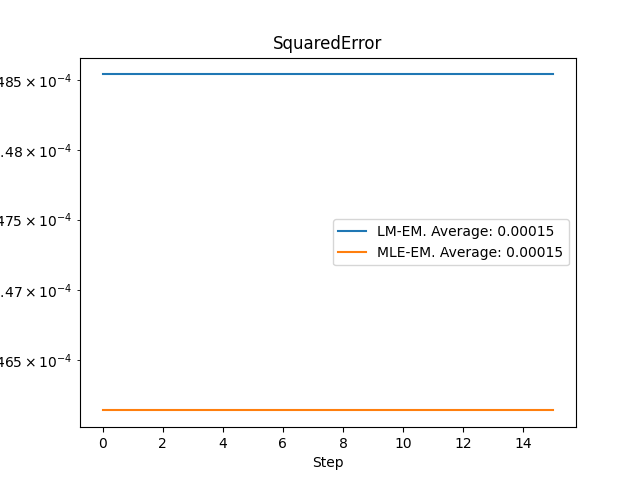 SquaredError
485 × 10⁻⁴
.48 × 10⁻⁴
475 × 10⁻⁴
.47 × 10⁻⁴
465 × 10⁻⁴
LM-EM. Average: 0.00015
MLE-EM. Average: 0.00015
0 2 4 6 8 10 12 14
Step